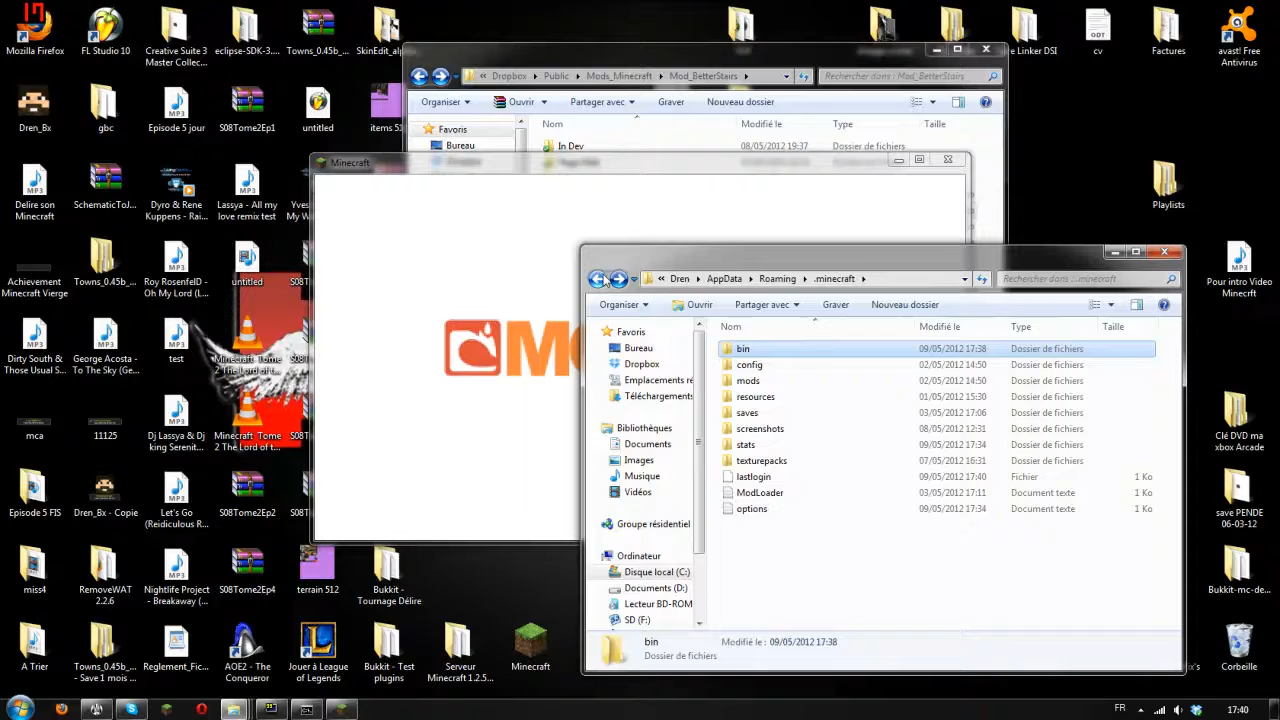 17
Mozilla Firefox
FL Studio 10
Creative Suite 3
Master Collec...
eclipse-SDK-3....
Towns_0.45b_...
SkinEdit_al
e Linker DSI
ODT
cv
Factures
avast! Free
Antivirus
Dren_Bx
gbc
Episode 5 jour
S08Tome2Ep1
untitled
items 51
Delire son
Minecraft
SchematicToJ...
Dyro & Rene
Kuppens - Rai...
Lassya - All my
love remix test
Yves
My W
Playlists
Achievement
Minecraft Vierge
Towns_0.45b_...
Roy RosenfelD -
Oh My Lord (L...
untitled
Pour intro Video
Minecrft
Dirty South &
Those Usual S...
George Acosta -
To The Sky (Ge...
test
Minecraft Tome
2 The Lord of t...
mca
11125
Dj Lassya & Dj
king Serenit...
Minecraft Tome
2 The Lord of t...
Clé DVD ma
xbox Arcade
Episode 5 FIS
Dren_Bx - Copie
Let's Go
(Reidiculous R...
S08Tome2Ep2
save PENDE
06-03-12
miss4
RemoveWAT
2.2.6
Nightlife Project
- Breakaway (...
S08Tome2Ep4
terrain 512
Bukkit -
Tournage Délire
Bukkit-mc-de...
A Trier
Towns_0.45b_...
- Save 1 mois ...
Reglement_Fic...
AOE2 - The
Conqueror
Jouer à League
of Legends
Bukkit - Test
plugins
Serveur
Minecraft 1.2.5...
Minecraft
Corbeille
« Dropbox Public Mods_Minecraft Mod_BetterStairs
Rechercher dans : Mod_BetterStairs
Organiser Ouvrir Partager avec Graver Nouveau dossier
Favoris
Bureau
Nom Modifié le Type Taille
In Dev 08/05/2012 19:37 Dossier de fichiers
Minecraft
MO
« Dren AppData Roaming .minecraft
Rechercher dans : .minecraft
Organiser Ouvrir Partager avec Graver Nouveau dossier
Favoris
Bureau
Dropbox
Emplacements ré
Téléchargements
Bibliothèques
Documents
Images
Musique
Vidéos
Groupe résidentiel
Ordinateur
Disque local (C:)
Documents (D:)
Lecteur BD-ROM
SD (F:)
Nom Modifié le Type Taille
bin 09/05/2012 17:38 Dossier de fichiers
config 02/05/2012 14:50 Dossier de fichiers
mods 02/05/2012 14:50 Dossier de fichiers
resources 01/05/2012 15:30 Dossier de fichiers
saves 03/05/2012 17:06 Dossier de fichiers
screenshots 08/05/2012 12:31 Dossier de fichiers
stats 09/05/2012 17:34 Dossier de fichiers
texturepacks 07/05/2012 16:31 Dossier de fichiers
lastlogin 09/05/2012 17:40 Fichier 1 Ko
ModLoader 03/05/2012 17:11 Document texte 1 Ko
options 09/05/2012 17:34 Document texte 1 Ko
bin Modifié le : 09/05/2012 17:38
Dossier de fichiers
FR 17:40